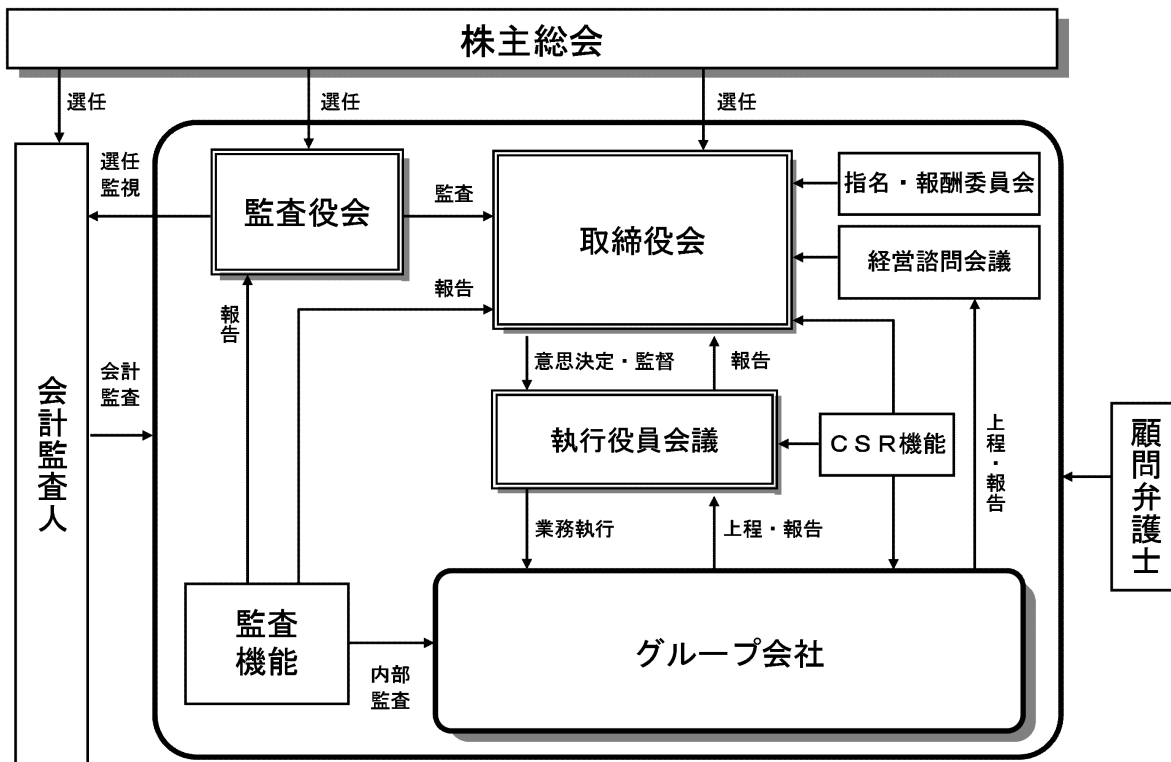 株主総会
選任
選任
選任
選任
監視
監査役会
監査
取締役会
指名・報酬委員会
経営諮問会議
報告
報告
意思決定・監督
報告
会計
監査
会計監査人
執行役員会議
CSR機能
上程・報告
顧問弁護士
業務執行
上程・報告
監査
機能
内部
監査
グループ会社